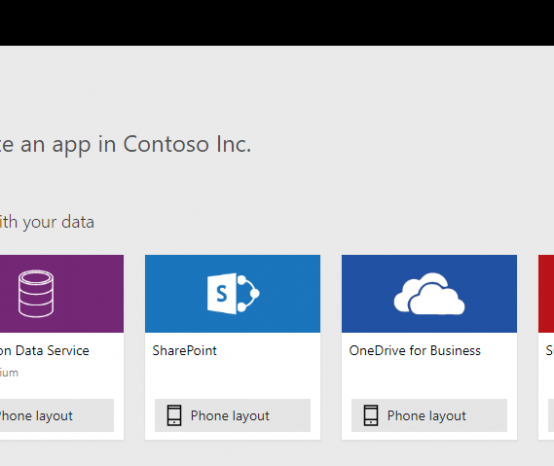 te an app in Contoso Inc.
ith your data
on Data Service
ium
SharePoint
OneDrive for Business
S
Phone layout
Phone layout
Phone layout